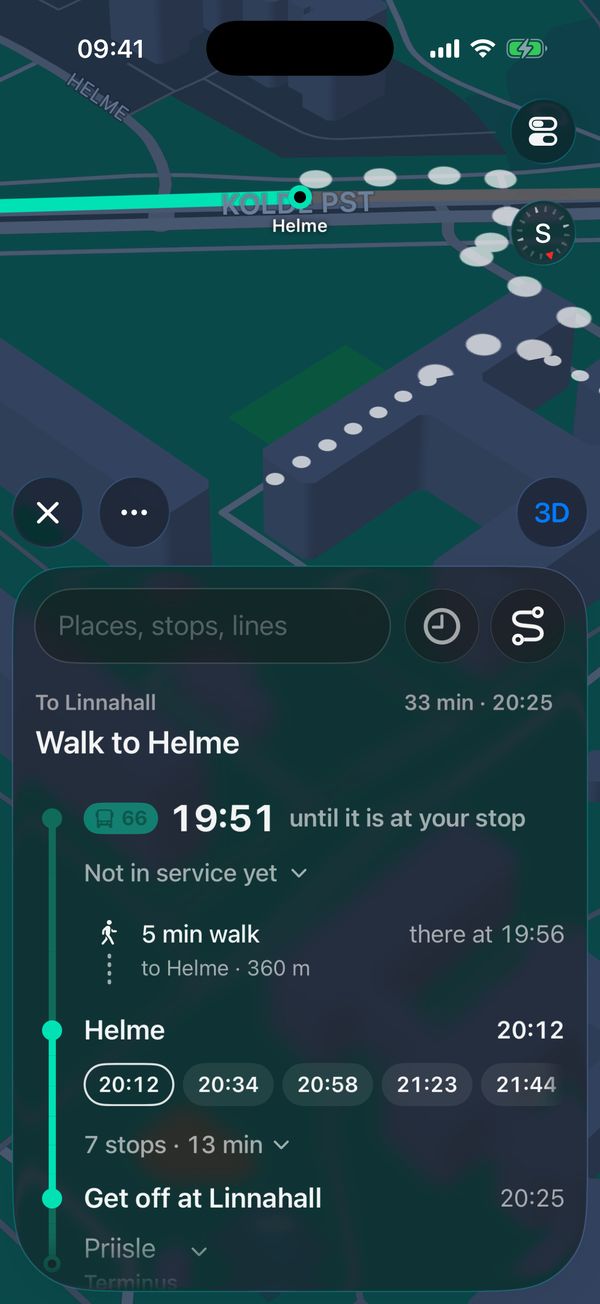 09:41
HELME
KOLDE PST
Helme
S
3D
Places, stops, lines
To Linnahall
33 min · 20:25
Walk to Helme
66 19:51 until it is at your stop
Not in service yet
5 min walk there at 19:56
to Helme · 360 m
Helme 20:12
20:12 20:34 20:58 21:23 21:44
7 stops · 13 min
Get off at Linnahall 20:25
Priisle
Terminus